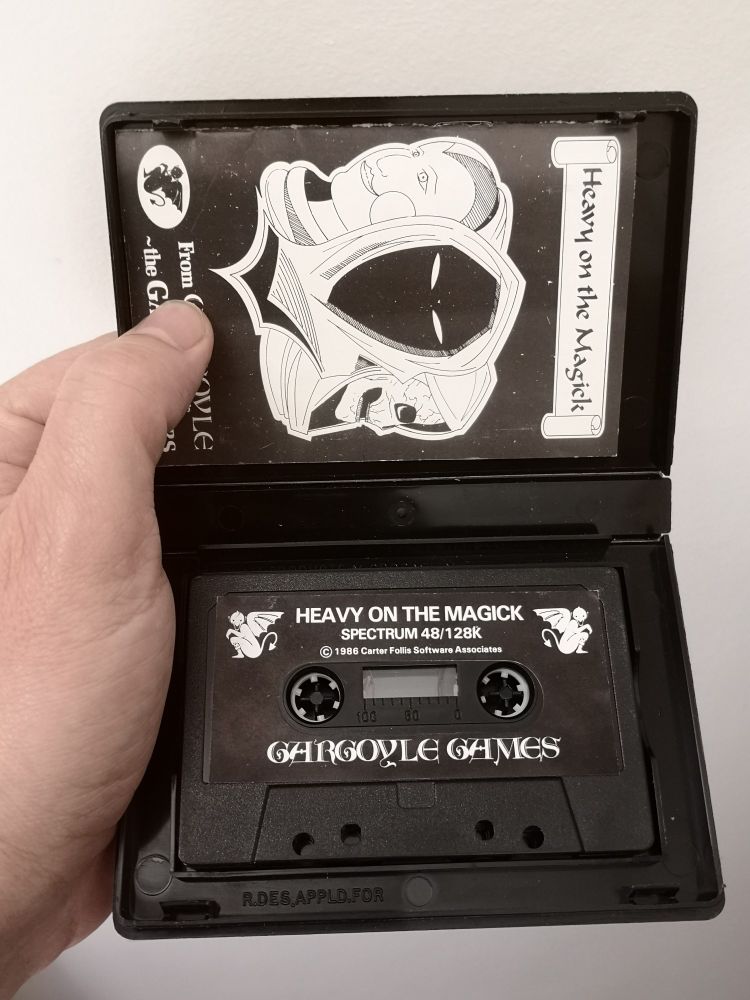 Heavy on the Magick
From
~the
HEAVY ON THE MAGICK
SPECTRUM 48/128K
© 1986 Carter Follis Software Associates
100 50 0
GARGOYLE GAMES
R.DES,APPLD.FOR